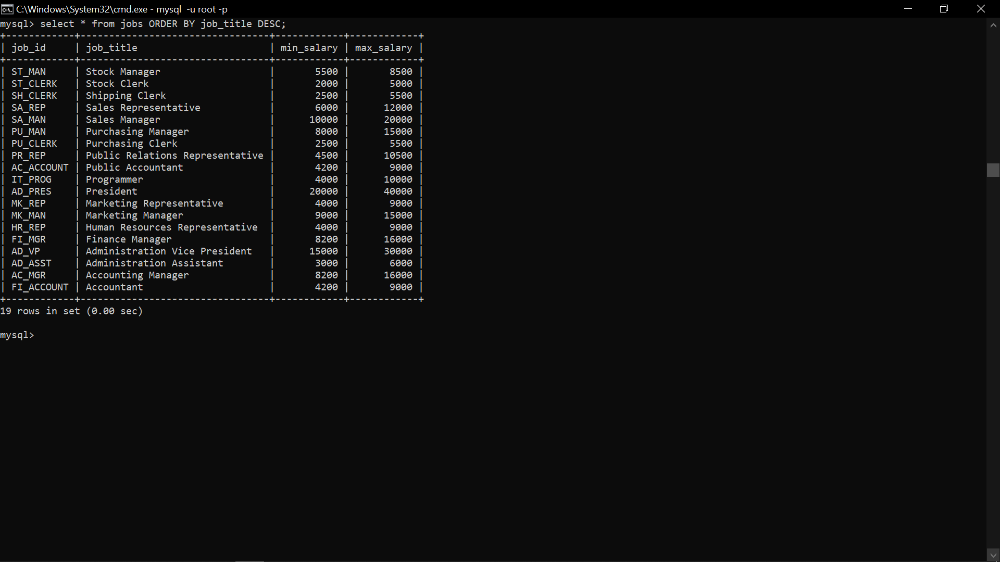 C:\Windows\System32\cmd.exe - mysql  -u root -p
mysql> select * from jobs ORDER BY job_title DESC;
+------------+---------------------------------+------------+------------+
| job_id     | job_title                       | min_salary | max_salary |
+------------+---------------------------------+------------+------------+
| ST_MAN     | Stock Manager                   |       5500 |       8500 |
| ST_CLERK   | Stock Clerk                     |       2000 |       5000 |
| SH_CLERK   | Shipping Clerk                  |       2500 |       5500 |
| SA_REP     | Sales Representative            |       6000 |      12000 |
| SA_MAN     | Sales Manager                   |      10000 |      20000 |
| PU_MAN     | Purchasing Manager              |       8000 |      15000 |
| PU_CLERK   | Purchasing Clerk                |       2500 |       5500 |
| PR_REP     | Public Relations Representative |       4500 |      10500 |
| AC_ACCOUNT | Public Accountant               |       4200 |       9000 |
| IT_PROG    | Programmer                      |       4000 |      10000 |
| AD_PRES    | President                       |      20000 |      40000 |
| MK_REP     | Marketing Representative        |       4000 |       9000 |
| MK_MAN     | Marketing Manager               |       9000 |      15000 |
| HR_REP     | Human Resources Representative  |       4000 |       9000 |
| FI_MGR     | Finance Manager                 |       8200 |      16000 |
| AD_VP      | Administration Vice President   |      15000 |      30000 |
| AD_ASST    | Administration Assistant        |       3000 |       6000 |
| AC_MGR     | Accounting Manager              |       8200 |      16000 |
| FI_ACCOUNT | Accountant                      |       4200 |       9000 |
+------------+---------------------------------+------------+------------+
19 rows in set (0.00 sec)
mysql>